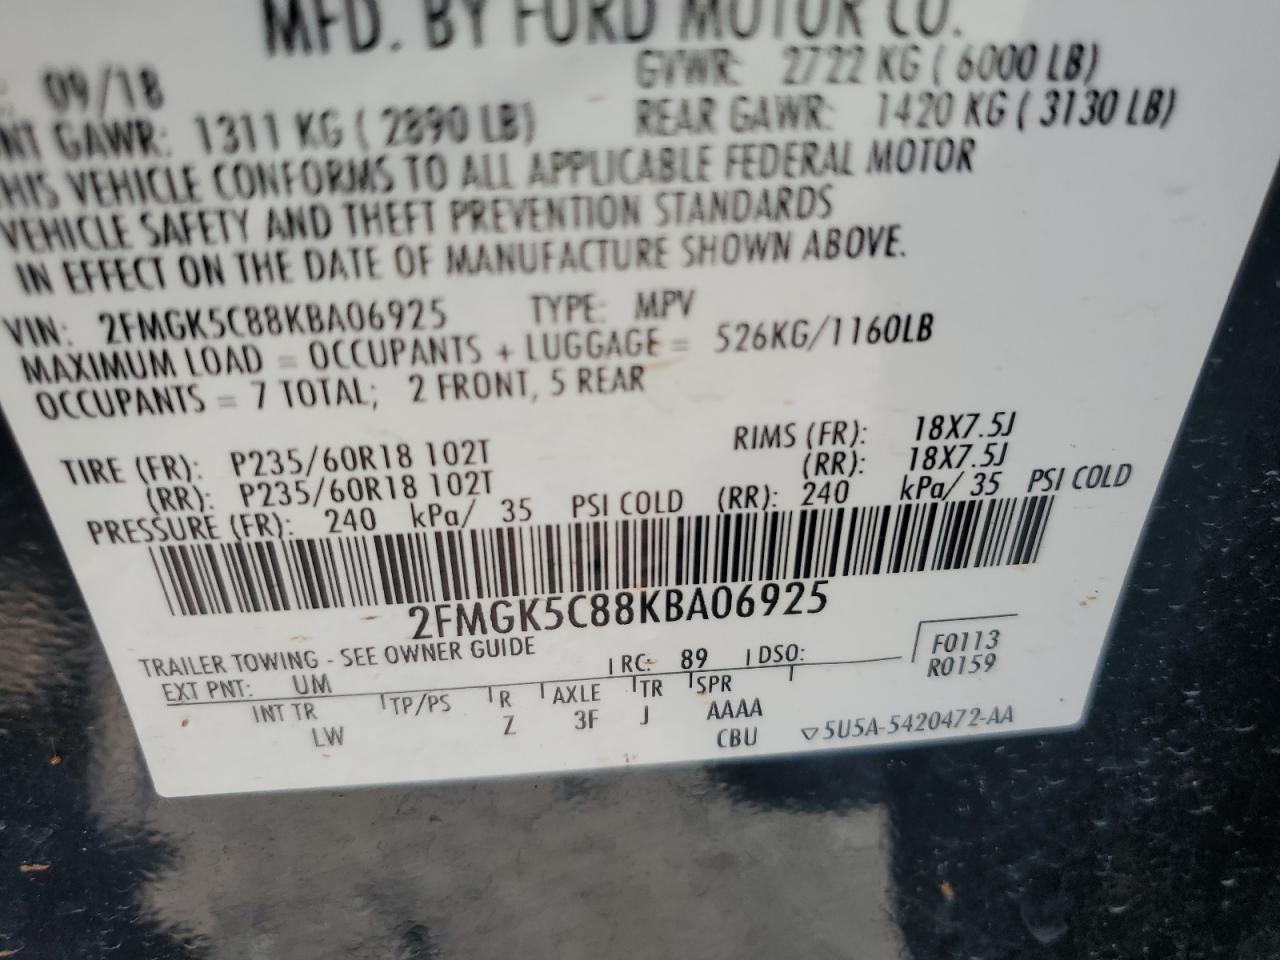 MFD. BY FORD MOTOR CO.
09/18 GVWR: 2722 KG ( 6000 LB)
NT GAWR: 1311 KG ( 2890 LB) REAR GAWR: 1420 KG ( 3130 LB)
HIS VEHICLE CONFORMS TO ALL APPLICABLE FEDERAL MOTOR
VEHICLE SAFETY AND THEFT PREVENTION STANDARDS
IN EFFECT ON THE DATE OF MANUFACTURE SHOWN ABOVE.
VIN: 2FMGK5C88KBA06925 TYPE: MPV
MAXIMUM LOAD = OCCUPANTS + LUGGAGE = 526KG/1160LB
OCCUPANTS = 7 TOTAL; 2 FRONT, 5 REAR
TIRE (FR): P235/60R18 102T RIMS (FR): 18X7.5J
(RR): P235/60R18 102T (RR): 18X7.5J
PRESSURE (FR): 240 kPa/ 35 PSI COLD (RR): 240 kPa/ 35 PSI COLD
2FMGK5C88KBA06925
TRAILER TOWING - SEE OWNER GUIDE
F0113
R0159
EXT PNT: UM RC: 89 DSO:
INT TR TP/PS R AXLE TR SPR
LW Z 3F J AAAA
CBU ▽5U5A-5420472-AA